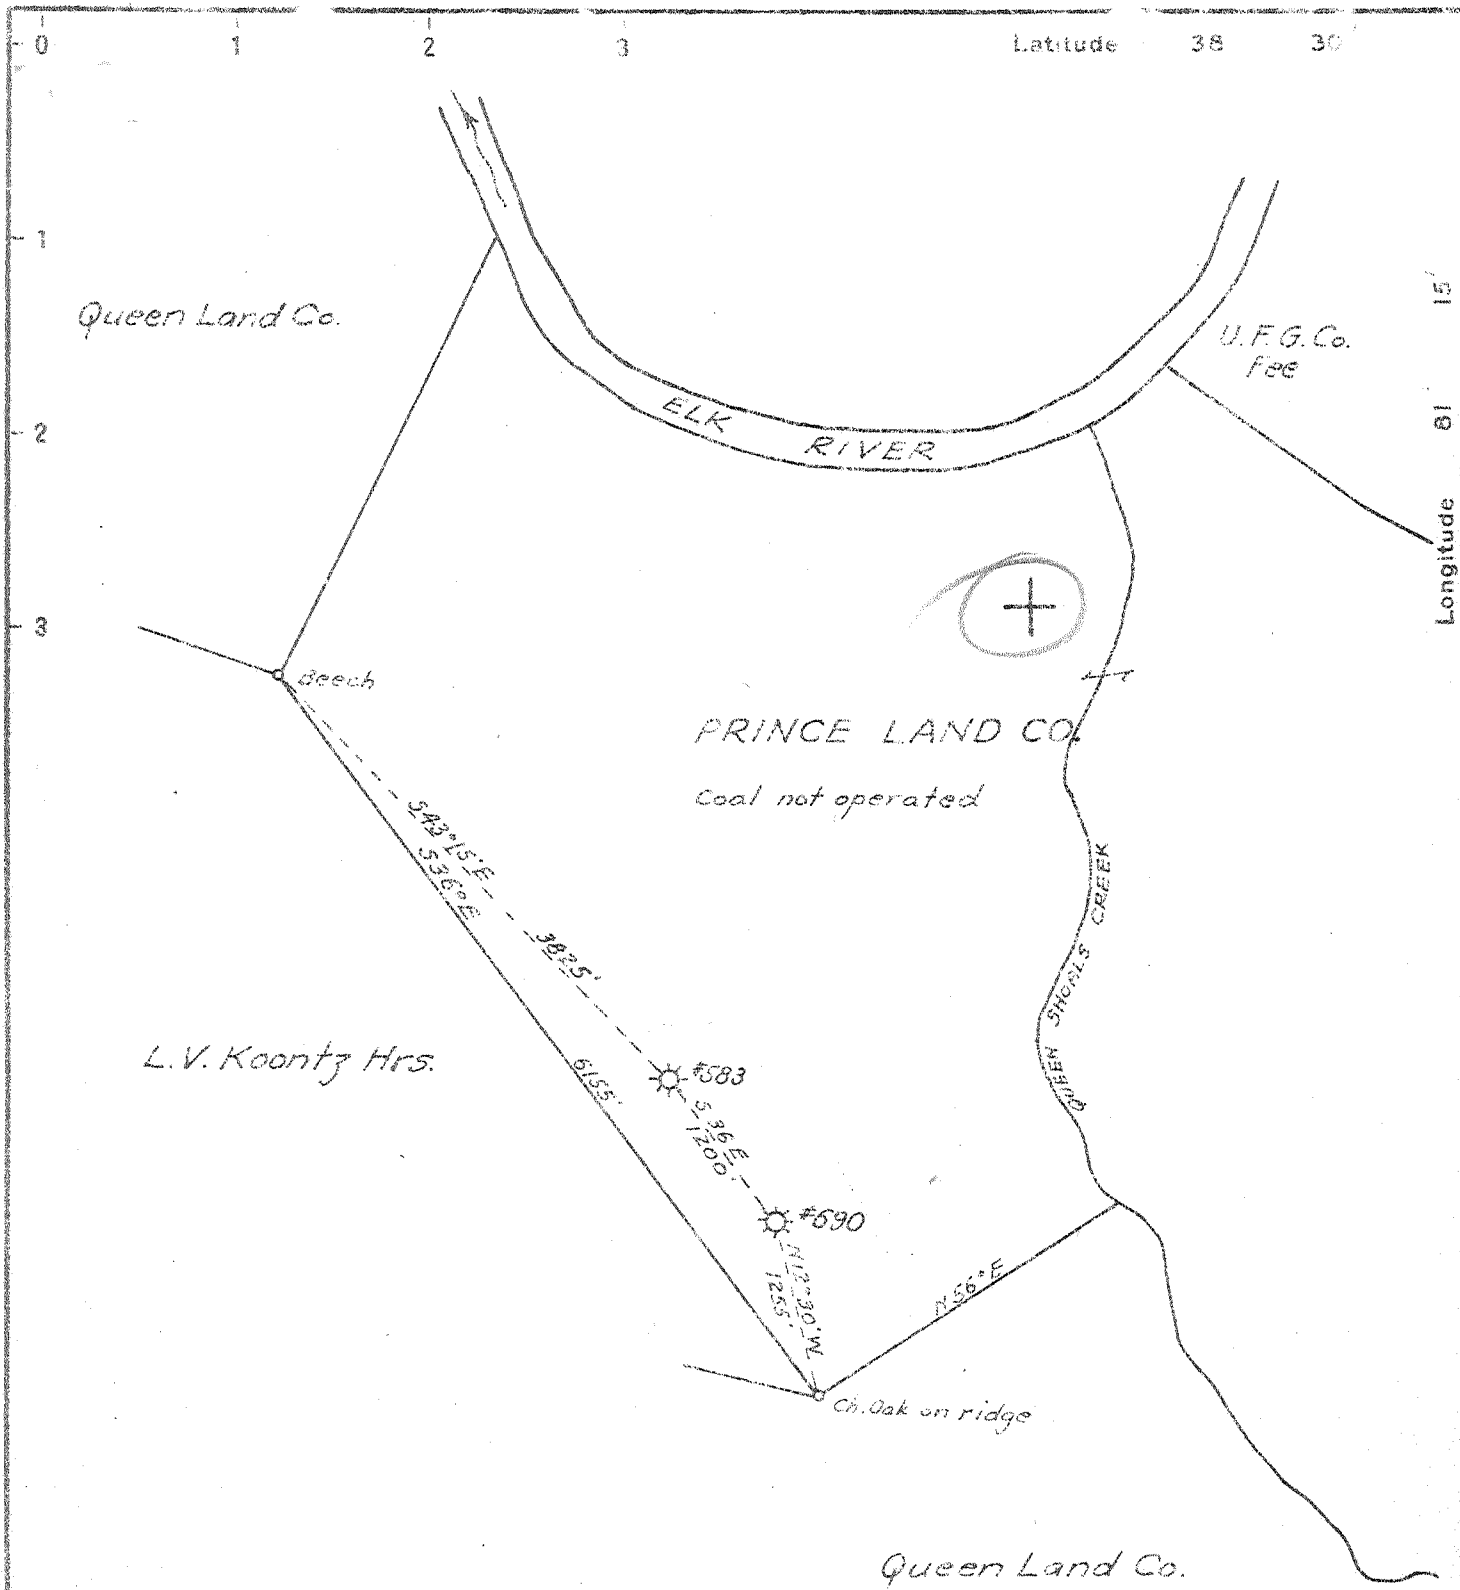 0 1 2 3 Latitude 38 30'
1
2
3
Longitude 81 15'
Queen Land Co.
U.F.G. Co.
Fee
ELK RIVER
Beech
PRINCE LAND CO.
Coal not operated
S43°15'E
S36°E
3825'
6155'
QUEEN SHOALS CREEK
L.V. Koontz Hrs.
#583
S 36 E
1200'
#690
N12°30'W
1255'
N56°E
Ch. Oak on ridge
Queen Land Co.